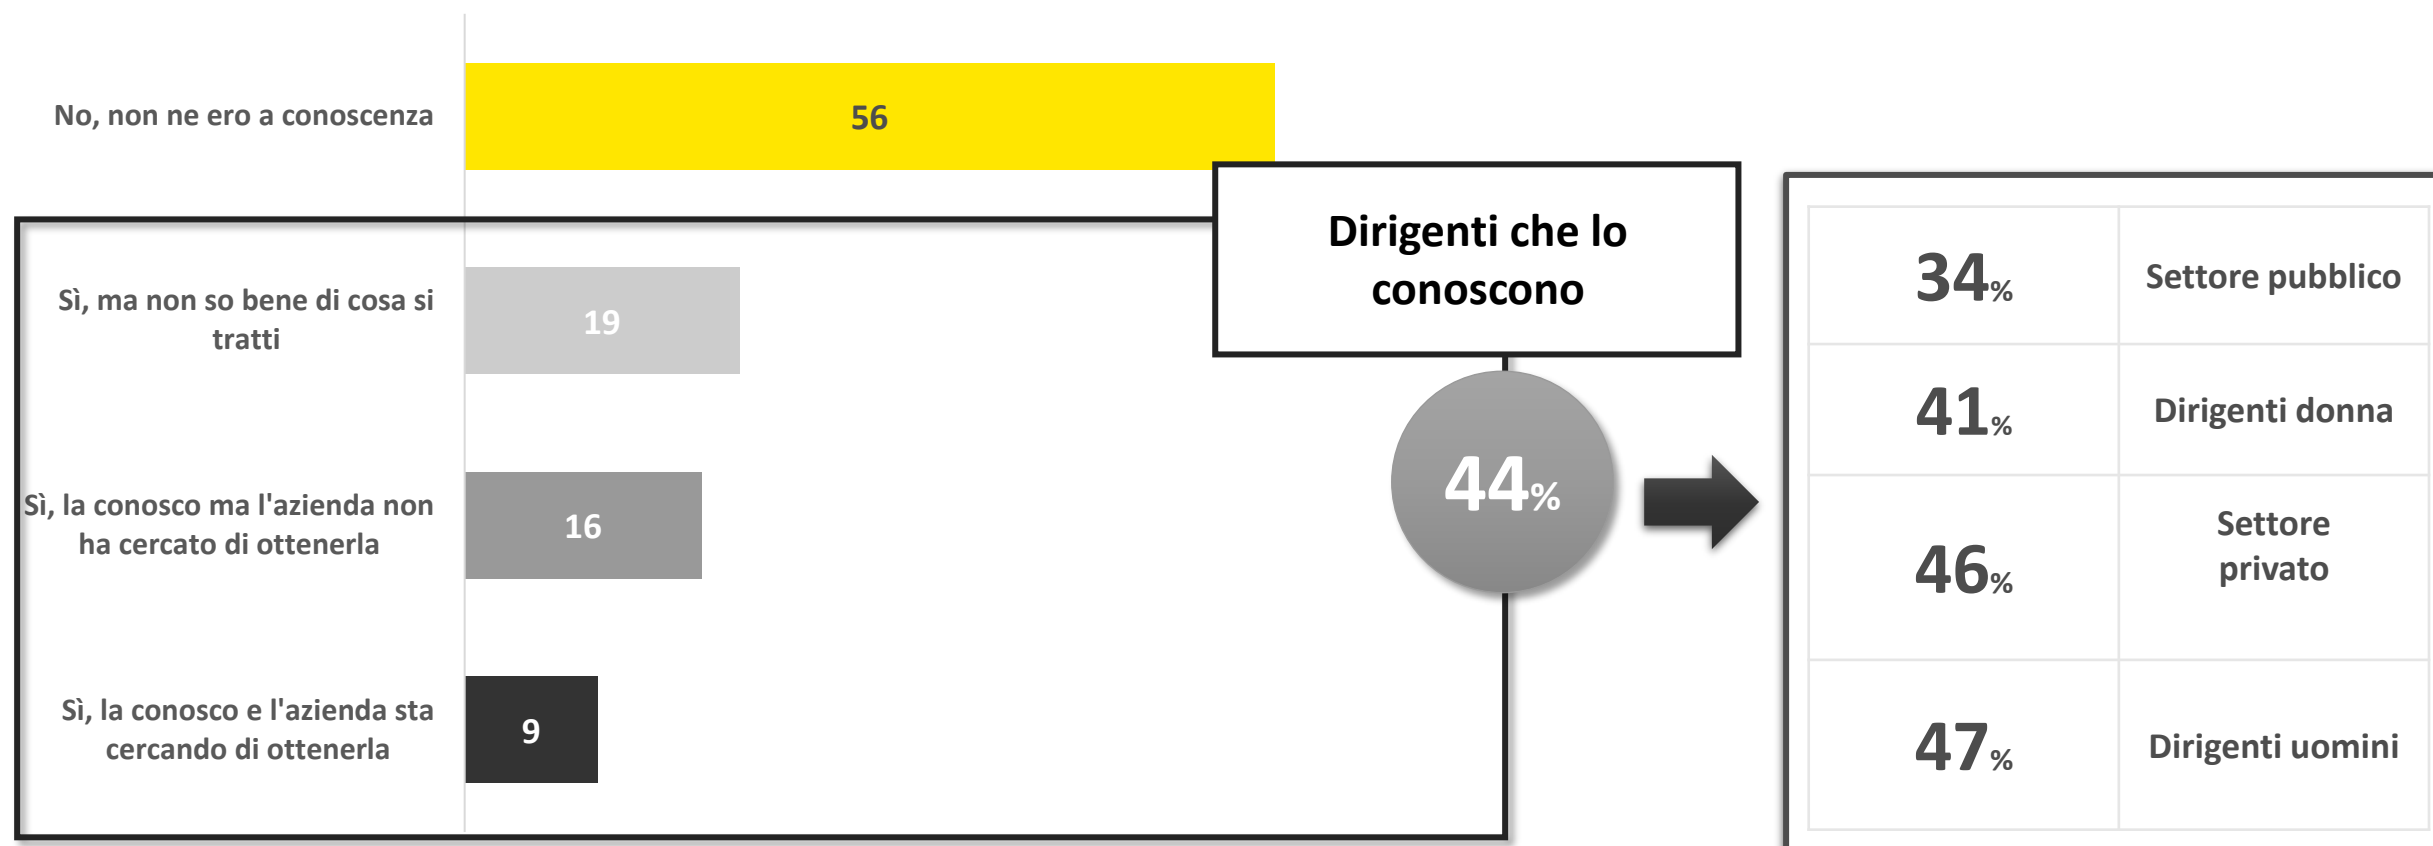 No, non ne ero a conoscenza
56
Sì, ma non so bene di cosa si
tratti
19
Sì, la conosco ma l'azienda non
ha cercato di ottenerla
16
Sì, la conosco e l'azienda sta
cercando di ottenerla
9
Dirigenti che lo
conoscono
44%
34% Settore pubblico
41% Dirigenti donna
46% Settore
privato
47% Dirigenti uomini